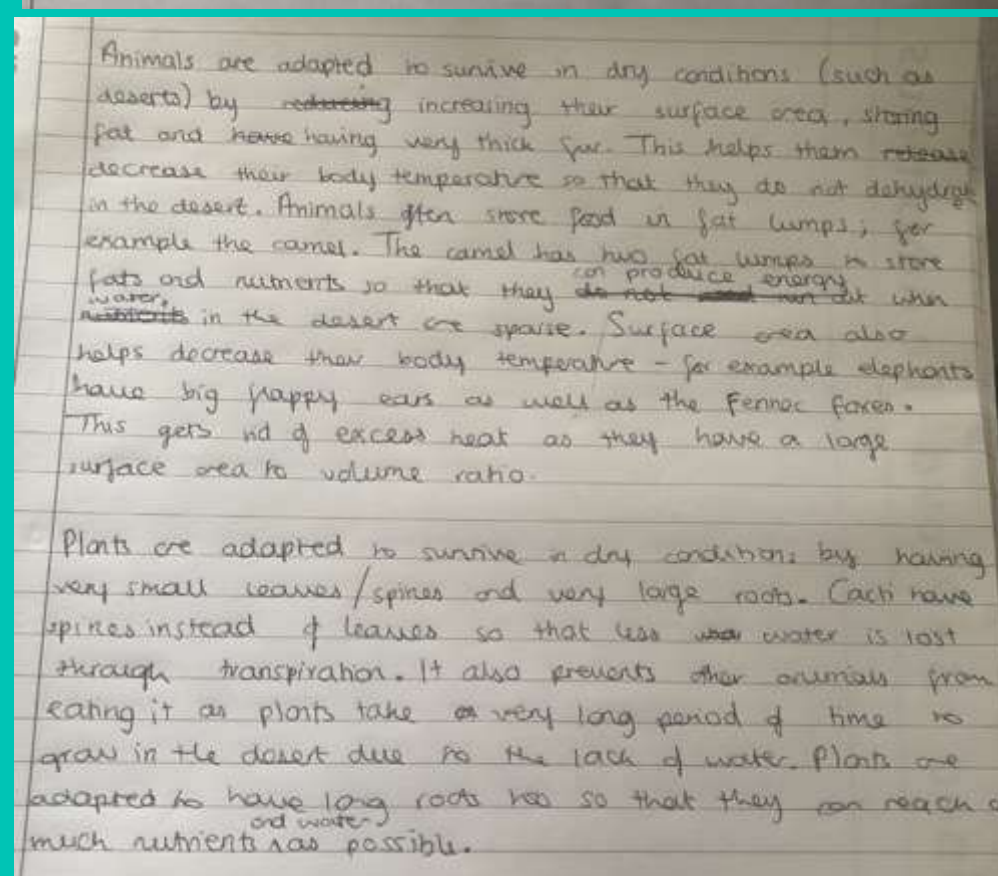 Animals are adapted to survive in dry conditions (such as
deserts) by reducing increasing their surface area, storing
fat and have having very thick fur. This helps them release
decrease their body temperature so that they do not dehydrate
in the desert. Animals often store food in fat lumps; for
example the camel. The camel has two fat lumps to store
fats and nutrients so that they can produce energy do not run out when
water, nutrients in the desert are sparse. Surface area also
helps decrease their body temperature - for example elephants
have big flappy ears as well as the Fennec foxes.
This gets rid of excess heat as they have a large
surface area to volume ratio.
Plants are adapted to survive in dry conditions by having
very small leaves/spines and very large roots. Cacti have
spines instead of leaves so that less water is lost
through transpiration. It also prevents other animals from
eating it as plants take a very long period of time to
grow in the desert due to the lack of water. Plants are
adapted to have long roots too so that they can reach
much nutrients and water as possible.